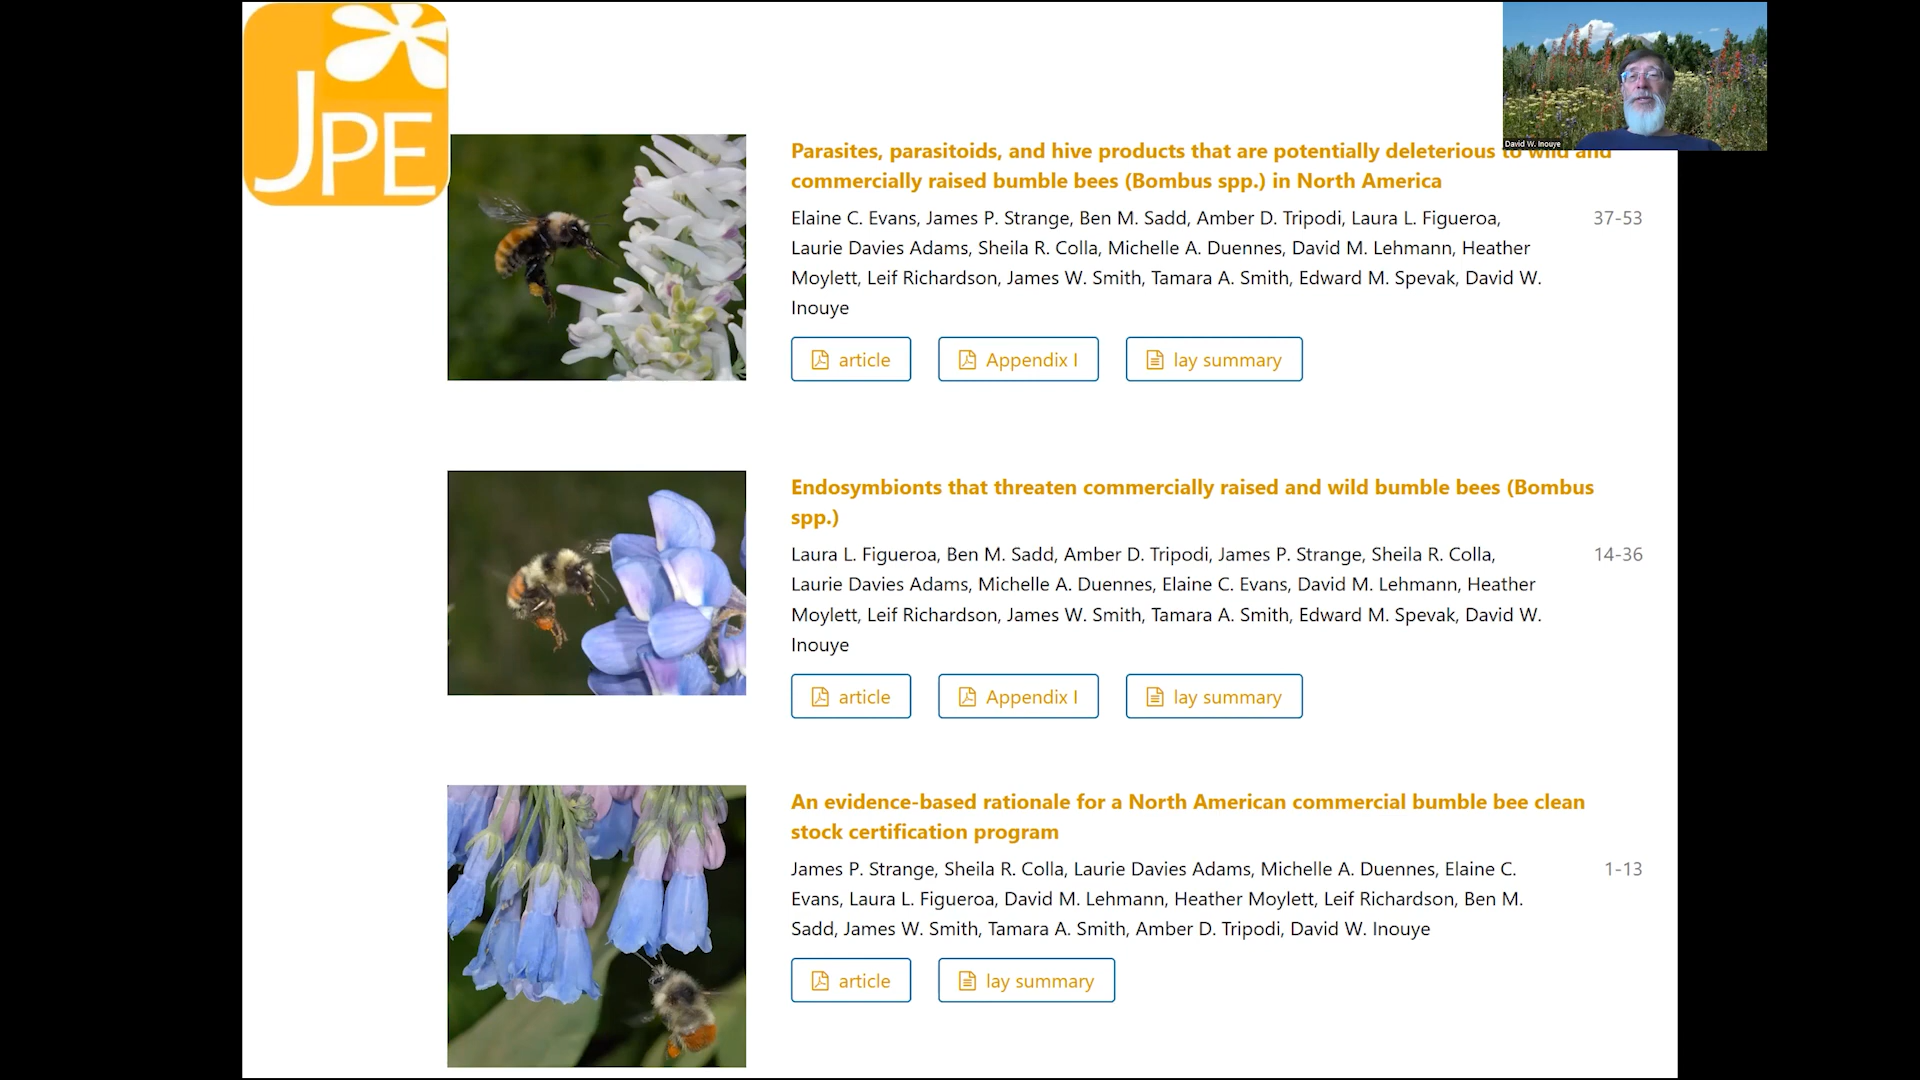 JPE
David W. Inouye
Parasites, parasitoids, and hive products that are potentially deleterious to wild and
commercially raised bumble bees (Bombus spp.) in North America
Elaine C. Evans, James P. Strange, Ben M. Sadd, Amber D. Tripodi, Laura L. Figueroa,
37-53
Laurie Davies Adams, Sheila R. Colla, Michelle A. Duennes, David M. Lehmann, Heather
Moylett, Leif Richardson, James W. Smith, Tamara A. Smith, Edward M. Spevak, David W.
Inouye
article
Appendix I
lay summary
Endosymbionts that threaten commercially raised and wild bumble bees (Bombus
spp.)
Laura L. Figueroa, Ben M. Sadd, Amber D. Tripodi, James P. Strange, Sheila R. Colla,
14-36
Laurie Davies Adams, Michelle A. Duennes, Elaine C. Evans, David M. Lehmann, Heather
Moylett, Leif Richardson, James W. Smith, Tamara A. Smith, Edward M. Spevak, David W.
Inouye
article
Appendix I
lay summary
An evidence-based rationale for a North American commercial bumble bee clean
stock certification program
James P. Strange, Sheila R. Colla, Laurie Davies Adams, Michelle A. Duennes, Elaine C.
1-13
Evans, Laura L. Figueroa, David M. Lehmann, Heather Moylett, Leif Richardson, Ben M.
Sadd, James W. Smith, Tamara A. Smith, Amber D. Tripodi, David W. Inouye
article
lay summary